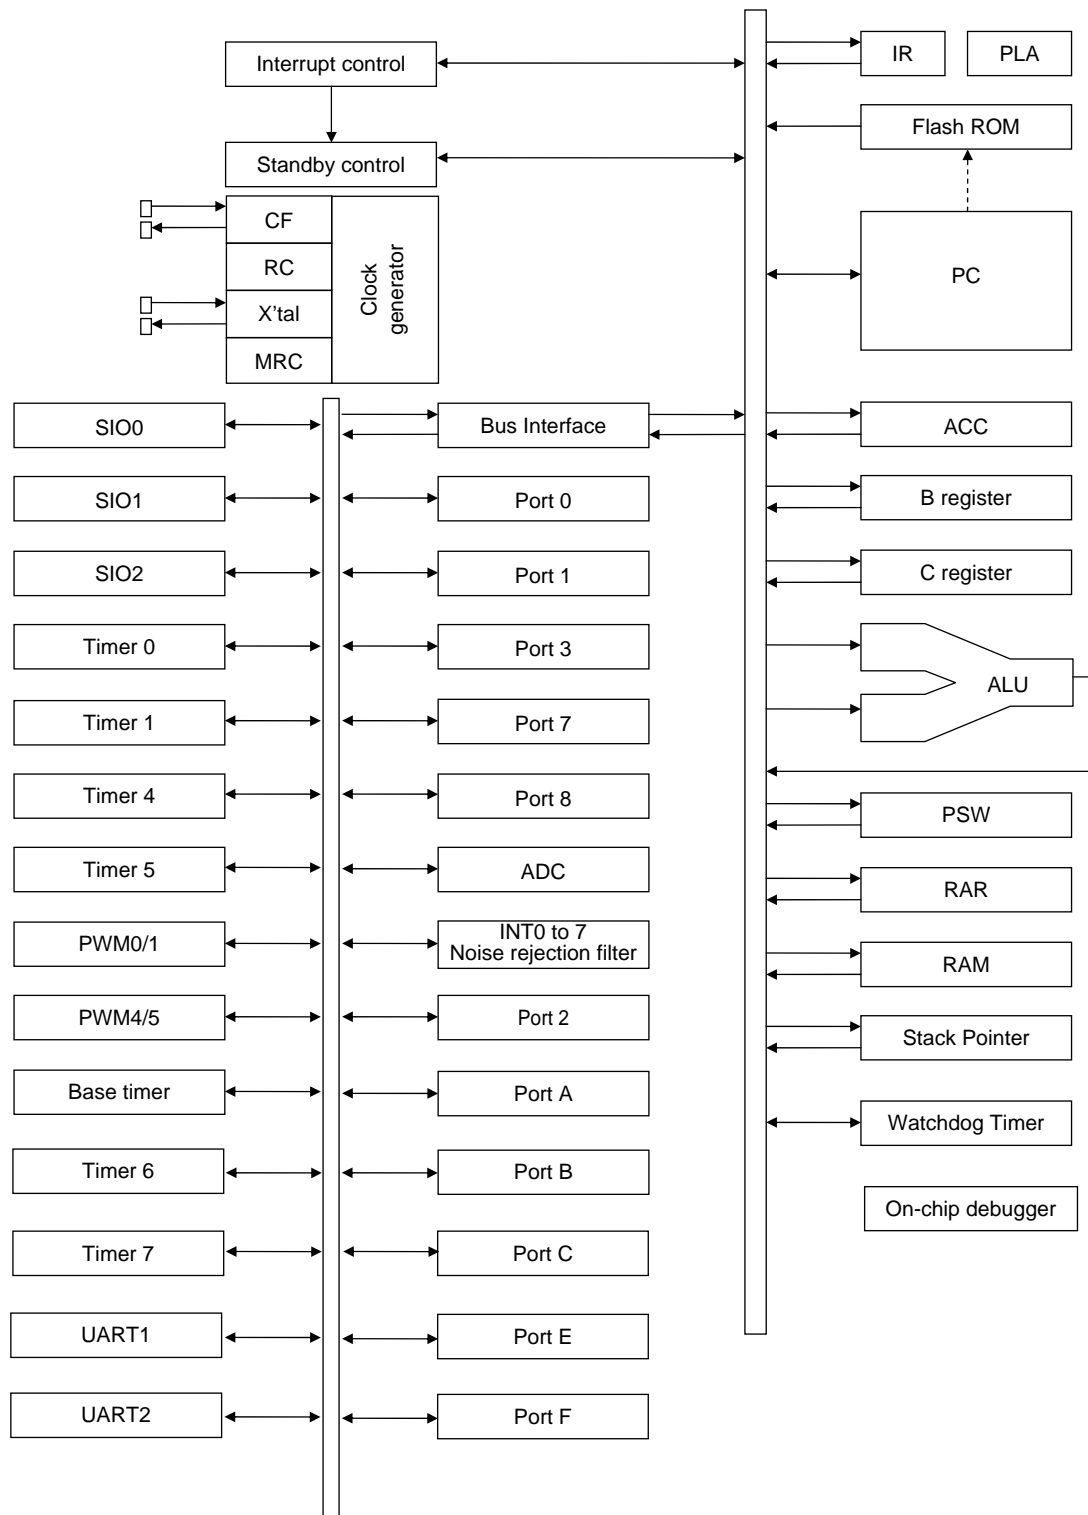 Interrupt control
IR
PLA
Flash ROM
Standby control
CF
RC
X'tal
MRC
Clock
generator
PC
SIO0
Bus Interface
ACC
SIO1
Port 0
B register
SIO2
Port 1
C register
Timer 0
Port 3
ALU
Timer 1
Port 7
Timer 4
Port 8
PSW
Timer 5
ADC
RAR
PWM0/1
INT0 to 7
Noise rejection filter
RAM
PWM4/5
Port 2
Stack Pointer
Base timer
Port A
Watchdog Timer
Timer 6
Port B
On-chip debugger
Timer 7
Port C
UART1
Port E
UART2
Port F